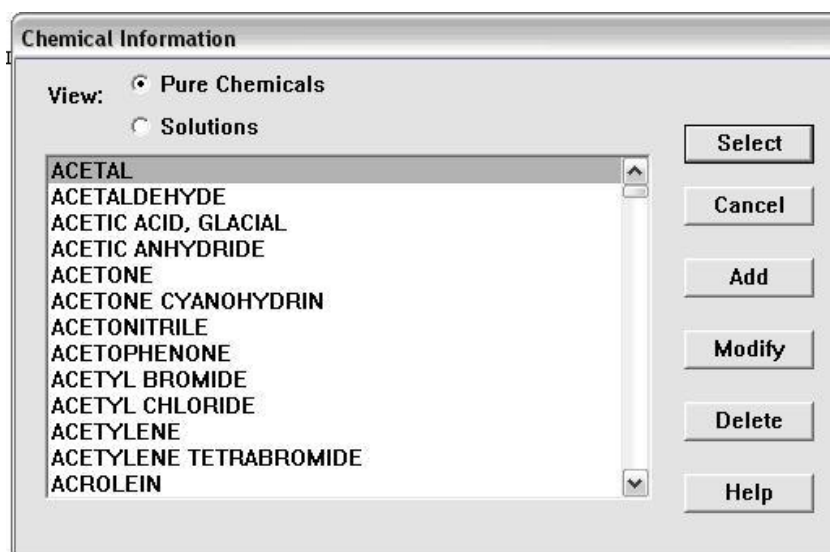 Chemical Information
View:
Pure Chemicals
Solutions
ACETAL
ACETALDEHYDE
ACETIC ACID, GLACIAL
ACETIC ANHYDRIDE
ACETONE
ACETONE CYANOHYDRIN
ACETONITRILE
ACETOPHENONE
ACETYL BROMIDE
ACETYL CHLORIDE
ACETYLENE
ACETYLENE TETRABROMIDE
ACROLEIN
Select
Cancel
Add
Modify
Delete
Help